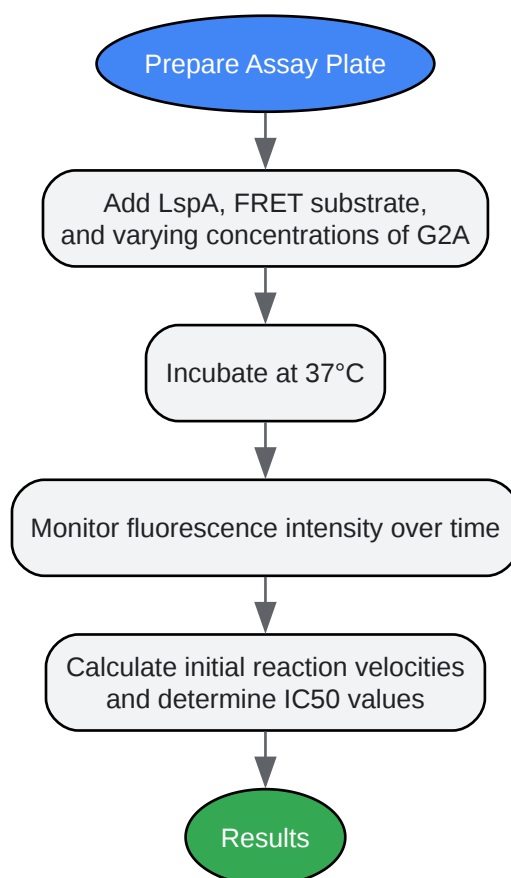 Prepare Assay Plate
Add LspA, FRET substrate,
and varying concentrations of G2A
Incubate at 37°C
Monitor fluorescence intensity over time
Calculate initial reaction velocities
and determine IC50 values
Results